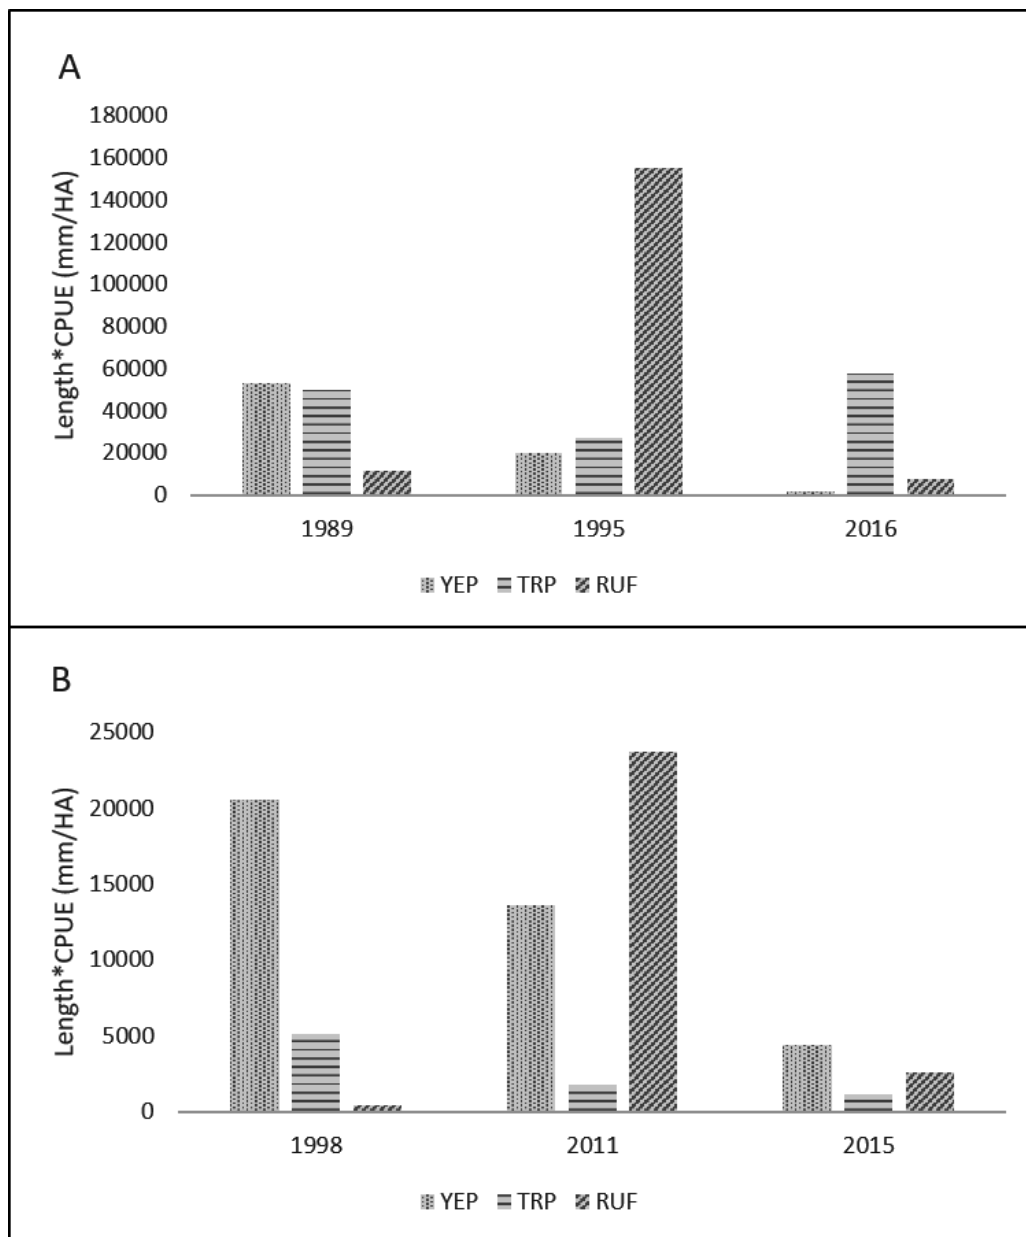 A
180000
160000
140000
120000
100000
80000
60000
40000
20000
0
Length*CPUE (mm/HA)
1989 1995 2016
YEP TRP RUF
B
25000
20000
15000
10000
5000
0
Length*CPUE (mm/HA)
1998 2011 2015
YEP TRP RUF